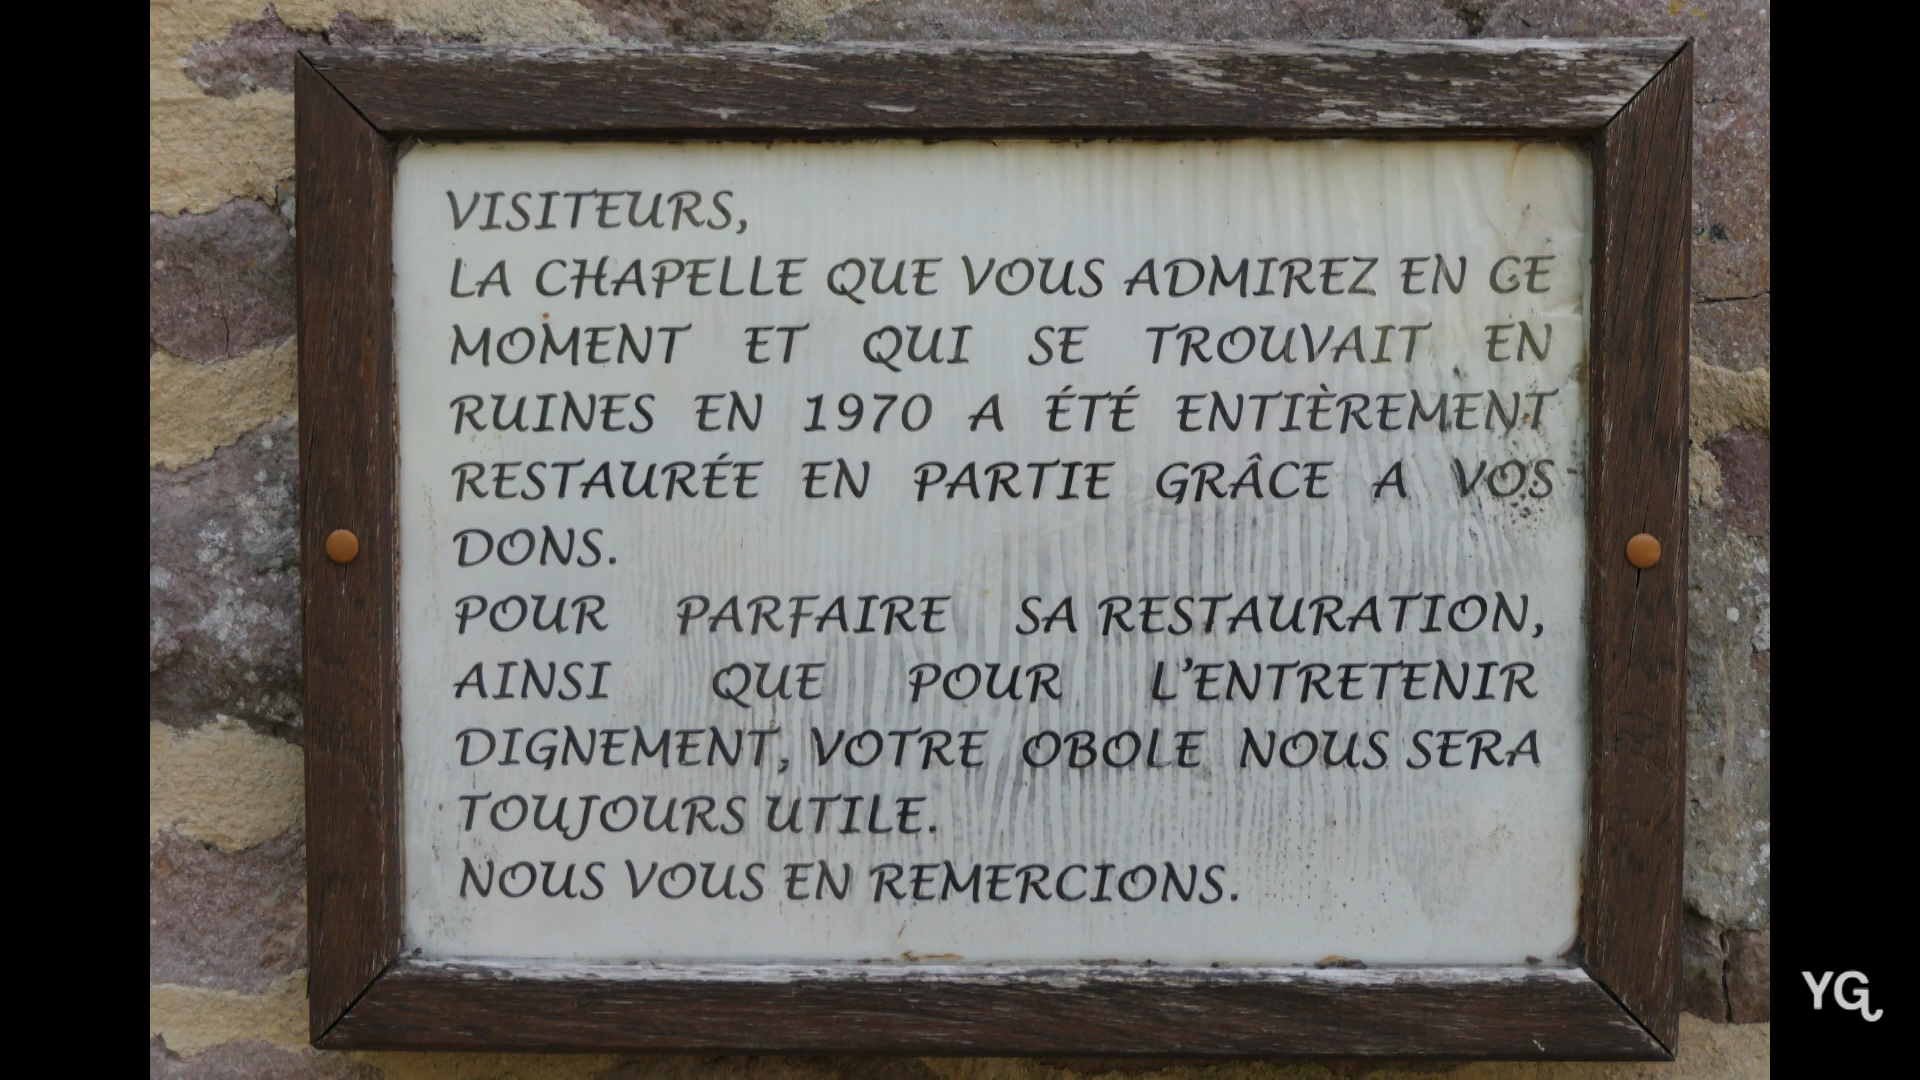 VISITEURS,
LA CHAPELLE QUE VOUS ADMIREZ EN CE
MOMENT ET QUI SE TROUVAIT EN
RUINES EN 1970 A ÉTÉ ENTIÈREMENT
RESTAURÉE EN PARTIE GRÂCE A VOS
DONS.
POUR PARFAIRE SA RESTAURATION,
AINSI QUE POUR L'ENTRETENIR
DIGNEMENT, VOTRE OBOLE NOUS SERA
TOUJOURS UTILE.
NOUS VOUS EN REMERCIONS.
YG